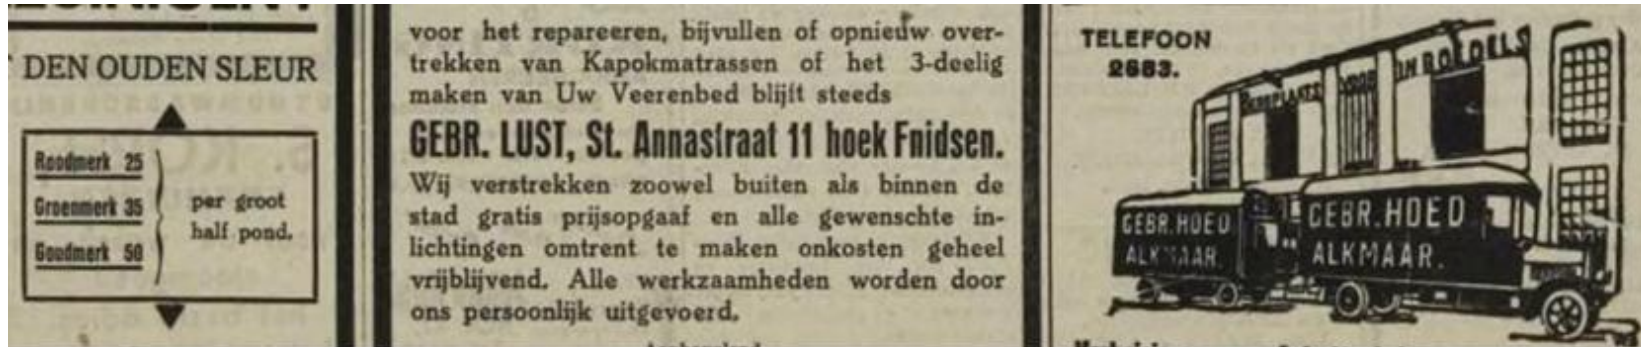 DEN OUDEN SLEUR
Roodmerk 25
Groenmerk 35
Goudmerk 50
per groot
half pond.
voor het repareeren, bijvullen of opnieuw over-
trekken van Kapokmatrassen of het 3-deelig
maken van Uw Veerenbed blijft steeds
GEBR. LUST, St. Annastraat 11 hoek Fnidsen.
Wij verstrekken zoowel buiten als binnen de
stad gratis prijsopgaaf en alle gewenschte in-
lichtingen omtrent te maken onkosten geheel
vrijblijvend. Alle werkzaamheden worden door
ons persoonlijk uitgevoerd.
TELEFOON
2683.
BERGPLAATS VOOR INBOEDELS
GEBR. HOED
ALKMAAR.
GEBR. HOED
ALKMAAR.